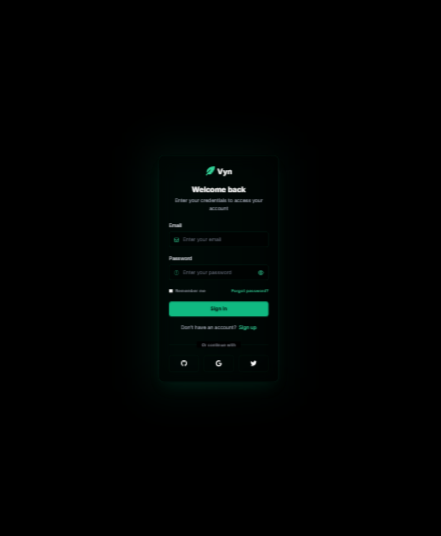 Vyn
Welcome back
Enter your credentials to access your
account
Email
Enter your email
Password
Enter your password
Remember me
Forgot password?
Sign in
Don't have an account? Sign up
Or continue with